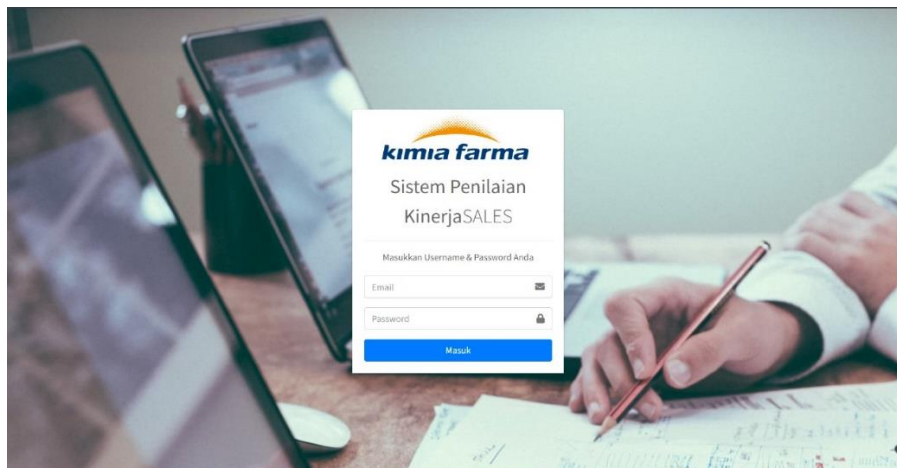 kimia farma
Sistem Penilaian
KinerjaSALES
Masukkan Username & Password Anda
Email
Password
Masuk